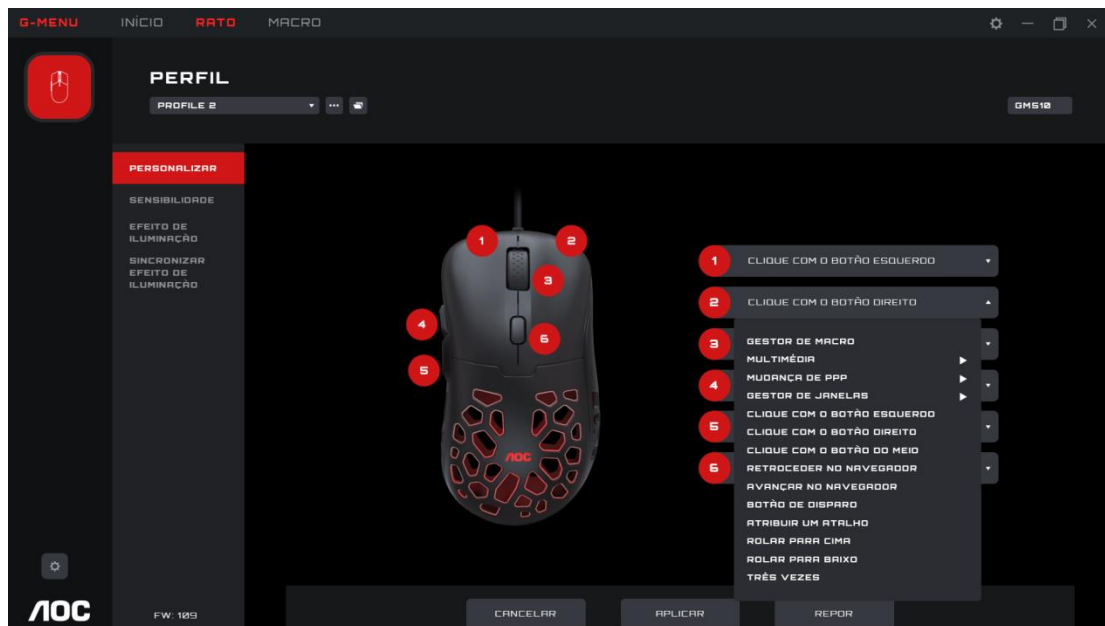 G-MENU INÍCIO RATO MACRO
PERFIL
PROFILE 2
GM510
PERSONALIZAR
SENSIBILIDADE
EFEITO DE
ILUMINAÇÃO
SINCRONIZAR
EFEITO DE
ILUMINAÇÃO
1
2
3
4
5
6
AOC
1 CLIQUE COM O BOTÃO ESQUERDO
2 CLIQUE COM O BOTÃO DIREITO
3
4
5
6
GESTOR DE MACRO
MULTIMÉDIA
MUDANÇA DE PPP
GESTOR DE JANELAS
CLIQUE COM O BOTÃO ESQUERDO
CLIQUE COM O BOTÃO DIREITO
CLIQUE COM O BOTÃO DO MEIO
RETROCEDER NO NAVEGADOR
AVANÇAR NO NAVEGADOR
BOTÃO DE DISPARO
ATRIBUIR UM ATALHO
ROLAR PARA CIMA
ROLAR PARA BAIXO
TRÊS VEZES
AOC
FW: 109
CANCELAR APLICAR REPOR